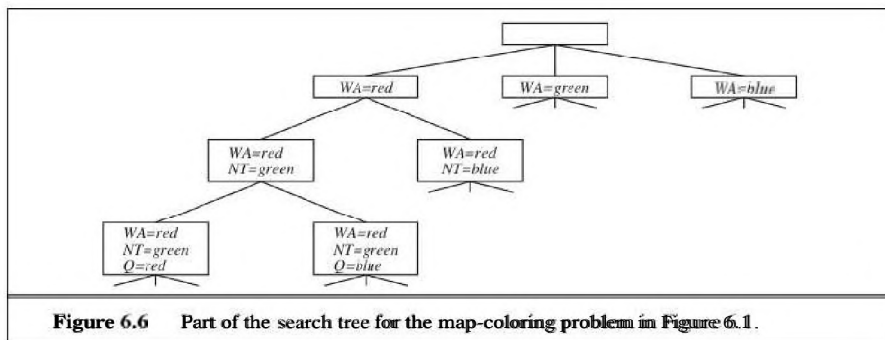 WA=red
WA=green
WA=blue
WA=red
NT=green
WA=red
NT=blue
WA=red
NT=green
Q=red
WA=red
NT=green
Q=blue
Figure 6.6 Part of the search tree for the map-coloring problem in Figure 6.1.